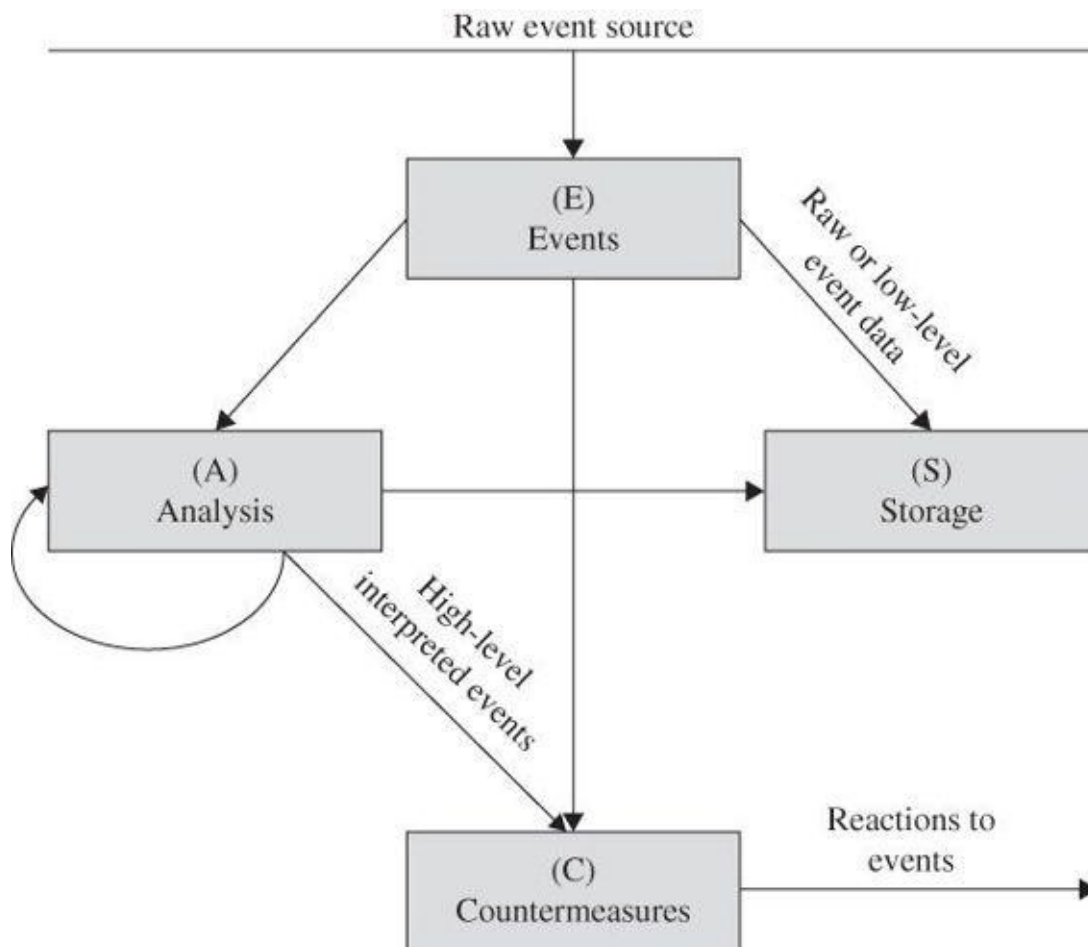 Raw event source
(E)
Events
Raw or low-level
event data
(A)
Analysis
(S)
Storage
High-level
interpreted events
(C)
Countermeasures
Reactions to
events